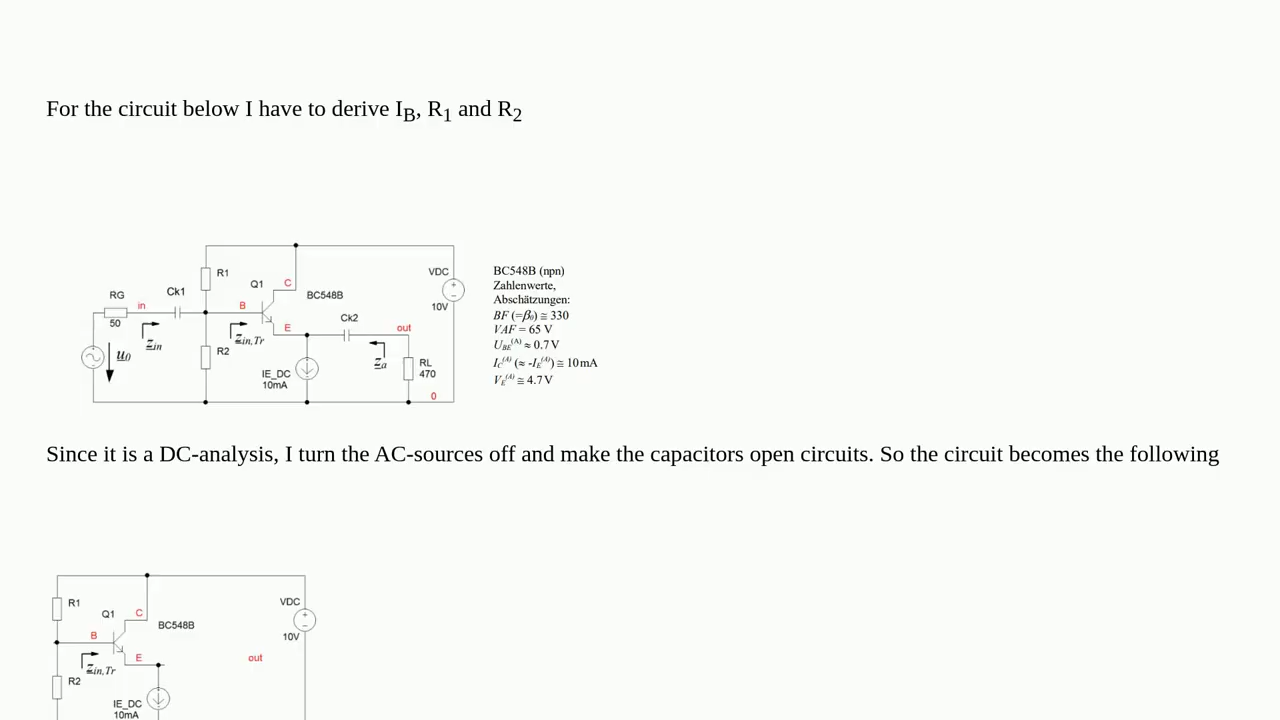 For the circuit below I have to derive IB, R1 and R2
R1
Q1
C
VDC
BC548B
RG
Ck1
in
B
10V
50
E
Ck2
out
zin
zin,Tr
R2
u0
za
RL
470
IE_DC
10mA
0
BC548B (npn)
Zahlenwerte,
Abschätzungen:
BF (=β0) ≅ 330
VAF = 65 V
UBE(A) ≈ 0.7V
IC(A) (≈ -IE(A)) ≅ 10mA
VE(A) ≅ 4.7V
Since it is a DC-analysis, I turn the AC-sources off and make the capacitors open circuits. So the circuit becomes the following
R1
Q1
C
VDC
BC548B
B
10V
E
out
zin,Tr
R2
IE_DC
10mA